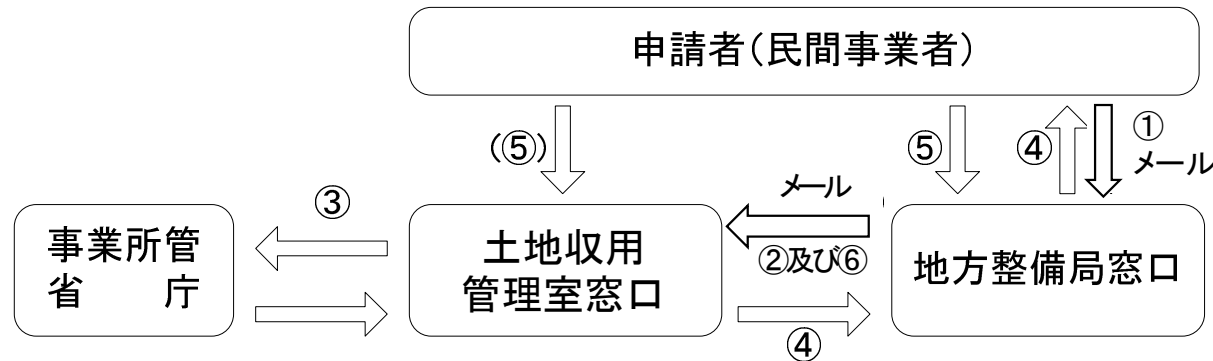 申請者（民間事業者）
(⑤)
⑤
④
①
メール
メール
③
事業所管
省　　庁
土地収用
管理室窓口
②及び⑥
地方整備局窓口
④